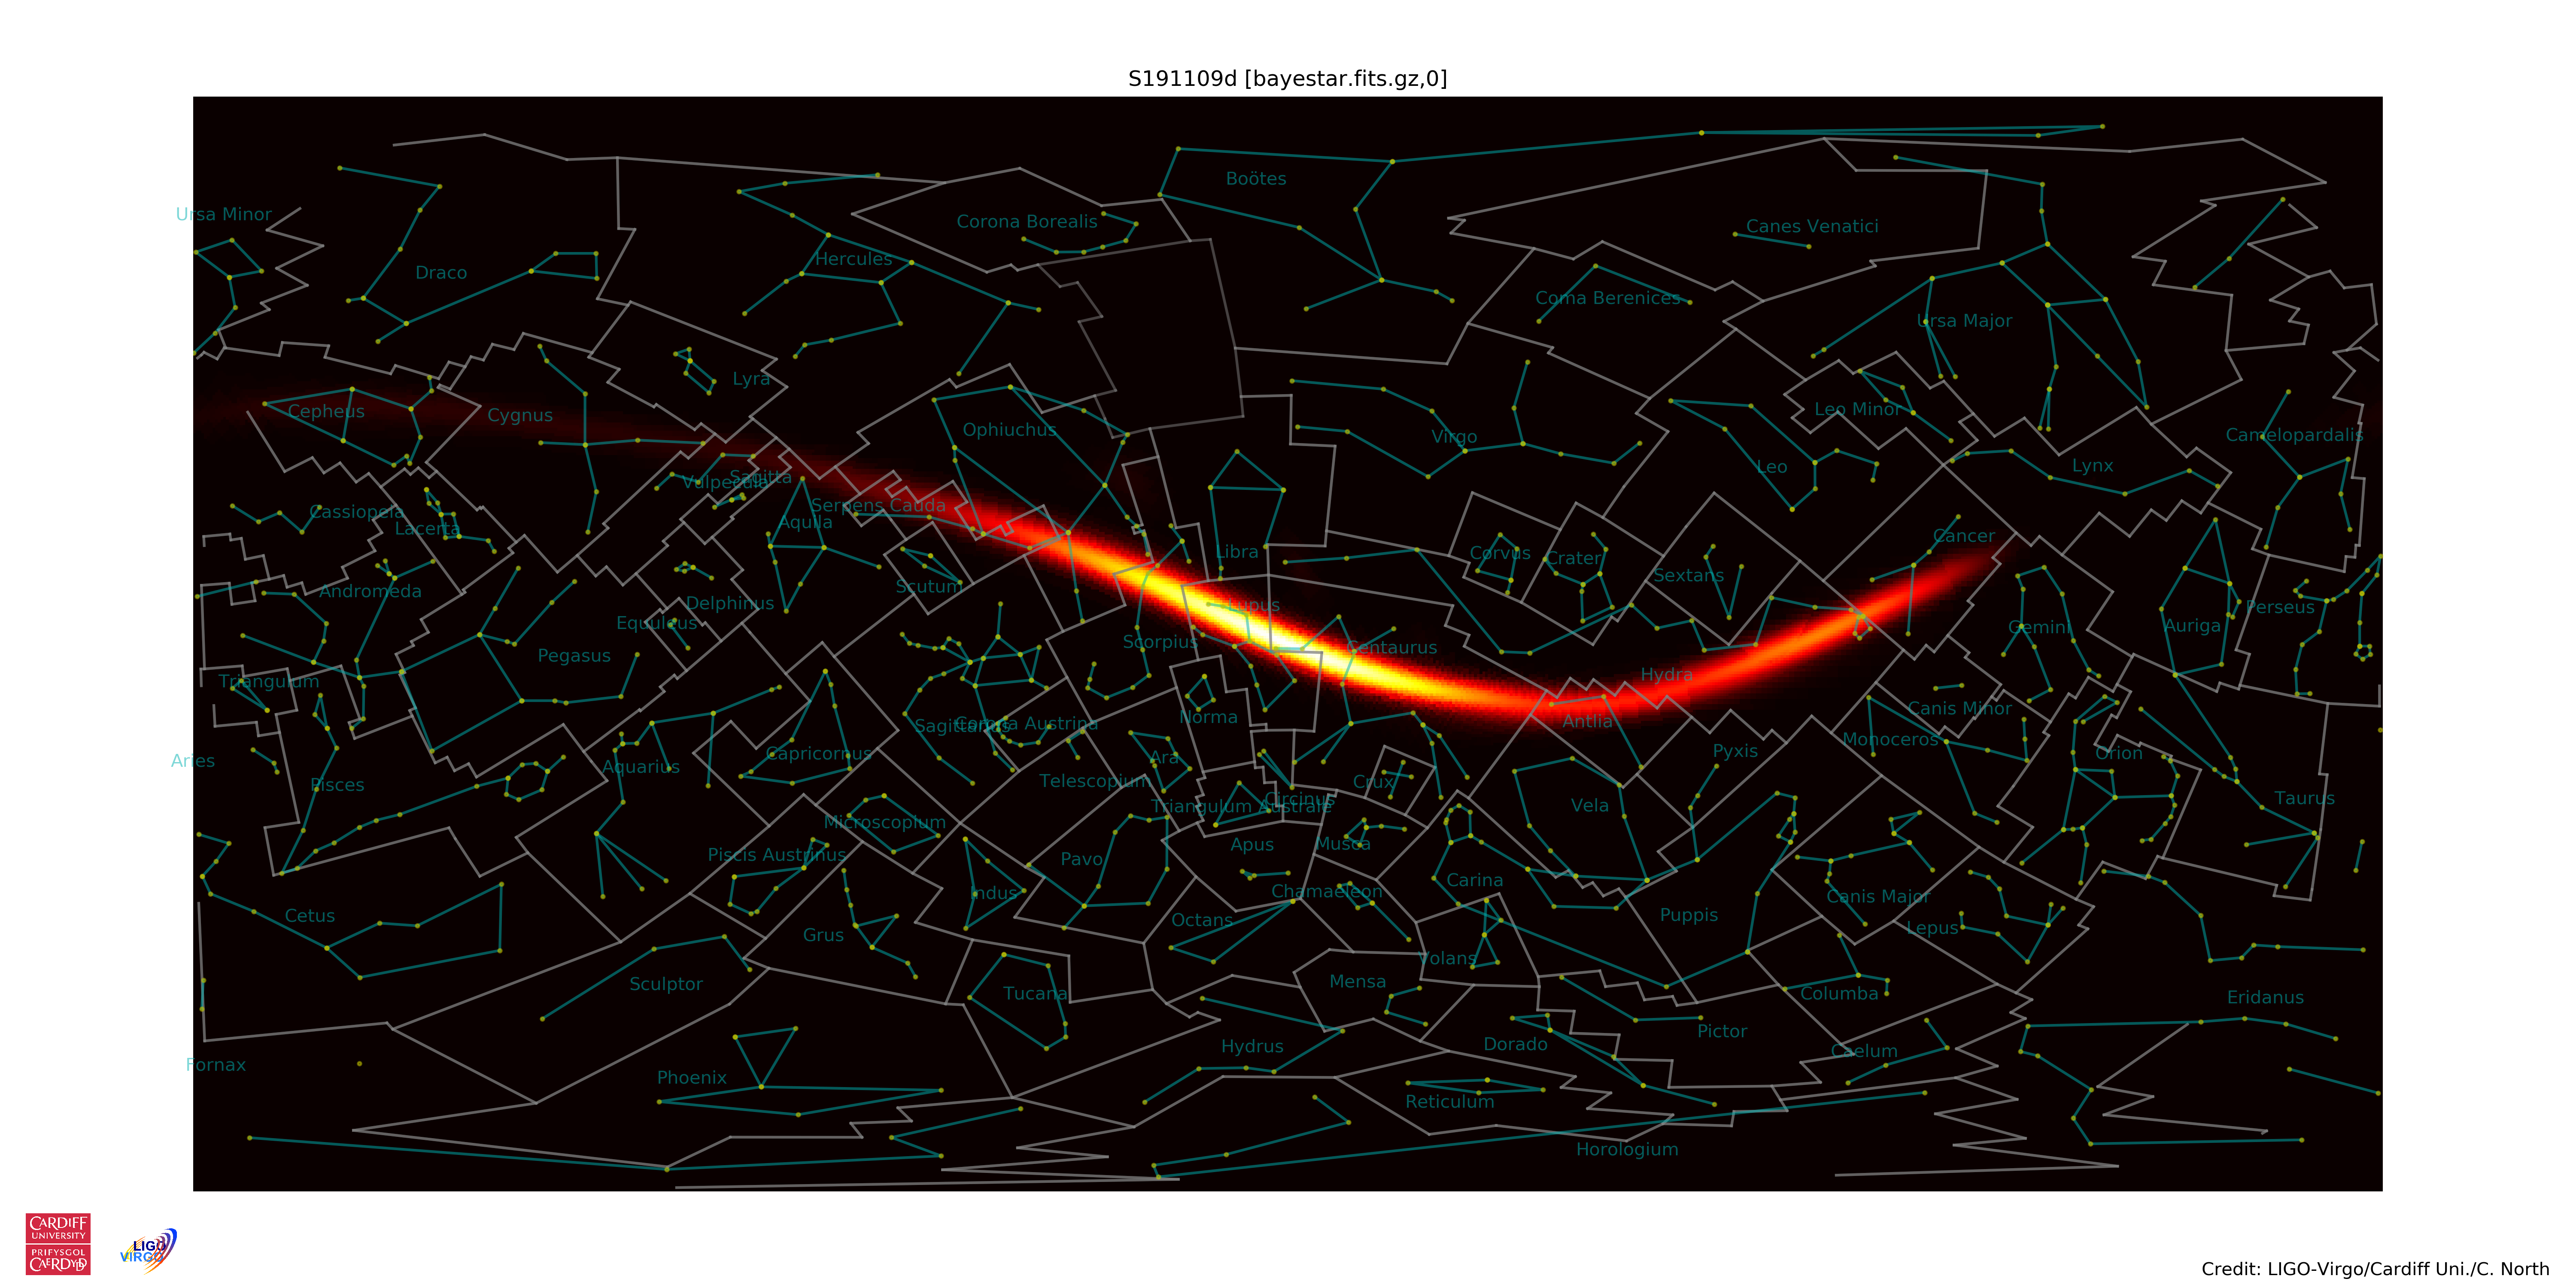 S191109d [bayestar.fits.gz,0]
Boötes
Ursa Minor
Corona Borealis
Canes Venatici
Hercules
Draco
Coma Berenices
Ursa Major
Lyra
Cepheus
Cygnus
Leo Minor
Ophiuchus
Virgo
Camelopardalis
Leo
Lynx
Sagitta
Vulpecula
Serpens Cauda
Cassiopeia
Aquila
Lacerta
Cancer
Libra
Corvus
Crater
Sextans
Scutum
Andromeda
Delphinus
Lupus
Perseus
Equuleus
Auriga
Gemini
Scorpius
Centaurus
Pegasus
Hydra
Triangulum
Canis Minor
Norma
Antlia
Sagittarius
Corona Austrina
Monoceros
Pyxis
Orion
Capricornus
Ara
Aries
Aquarius
Telescopium
Crux
Pisces
Circinus
Taurus
Triangulum Australe
Vela
Microscopium
Apus
Musca
Piscis Austrinus
Pavo
Carina
Indus
Chamaeleon
Canis Major
Cetus
Octans
Puppis
Lepus
Grus
Volans
Sculptor
Mensa
Tucana
Columba
Eridanus
Pictor
Hydrus
Dorado
Caelum
Fornax
Phoenix
Reticulum
Horologium
CARDIFF
UNIVERSITY
PRIFYSGOL
CAERDYDD
LIGO
VIRGO
Credit: LIGO-Virgo/Cardiff Uni./C. North